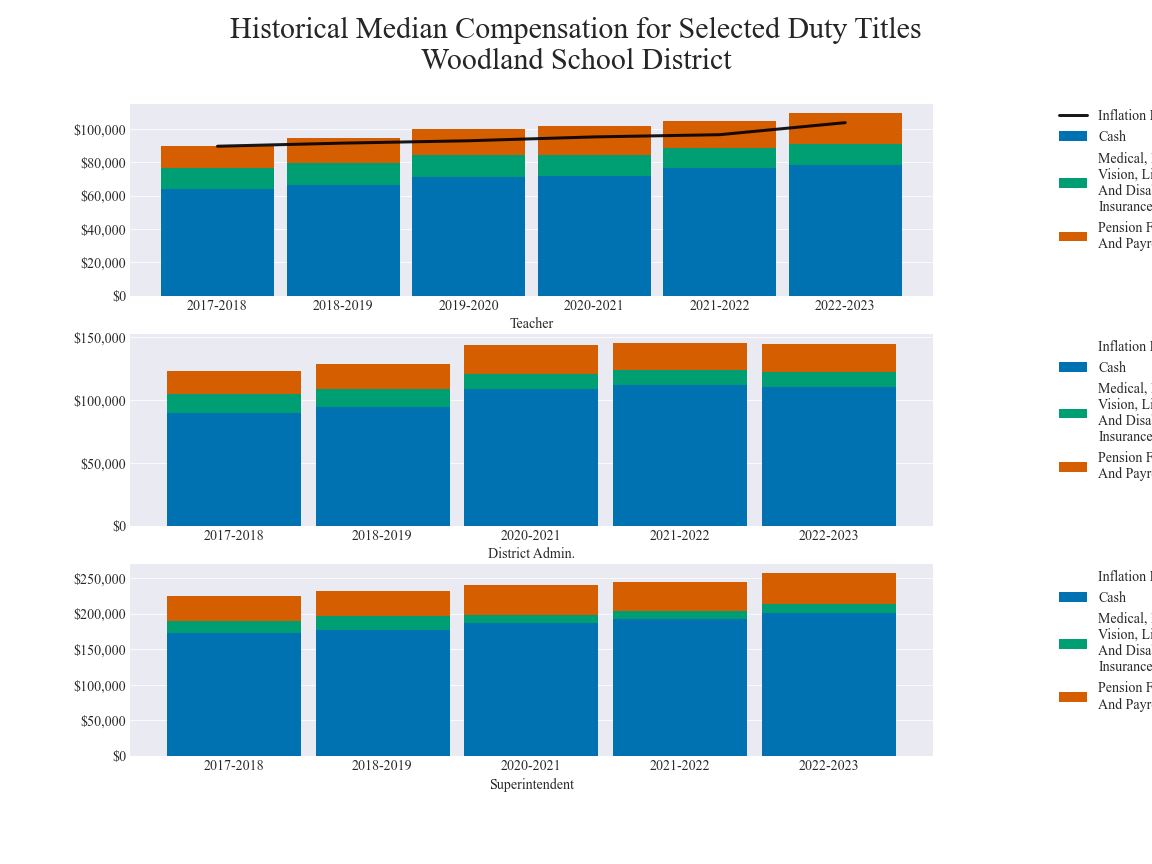 Historical Median Compensation for Selected Duty Titles
Woodland School District
$100,000
$80,000
$60,000
$40,000
$20,000
$0
2017-2018
2018-2019
2019-2020
2020-2021
2021-2022
2022-2023
Teacher
Inflation
Cash
Medical,
Vision,
And
Insurance
Pension
And
$150,000
$100,000
$50,000
$0
2017-2018
2018-2019
2020-2021
2021-2022
2022-2023
District Admin.
Inflation
Cash
Medical,
Vision,
And
Insurance
Pension
And
$250,000
$200,000
$150,000
$100,000
$50,000
$0
2017-2018
2018-2019
2020-2021
2021-2022
2022-2023
Superintendent
Inflation
Cash
Medical,
Vision,
And
Insurance
Pension
And